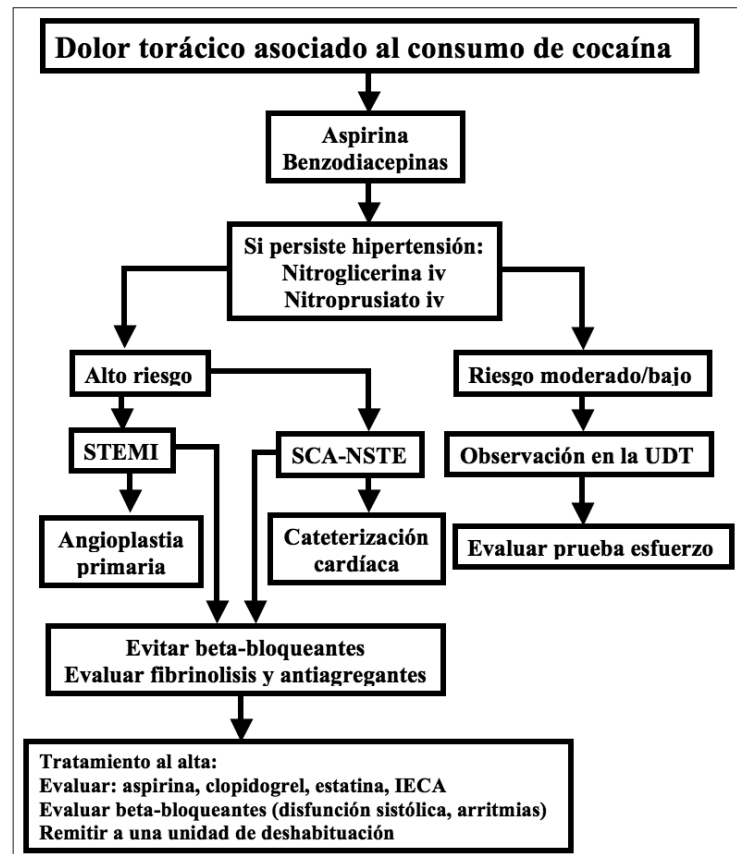 Dolor torácico asociado al consumo de cocaína
Aspirina
Benzodiacepinas
Si persiste hipertensión:
Nitroglicerina iv
Nitroprusiato iv
Alto riesgo
Riesgo moderado/bajo
STEMI
SCA-NSTE
Observación en la UDT
Angioplastia
primaria
Cateterización
cardíaca
Evaluar prueba esfuerzo
Evitar beta-bloqueantes
Evaluar fibrinolisis y antiagregantes
Tratamiento al alta:
Evaluar: aspirina, clopidogrel, estatina, IECA
Evaluar beta-bloqueantes (disfunción sistólica, arritmias)
Remitir a una unidad de deshabituación